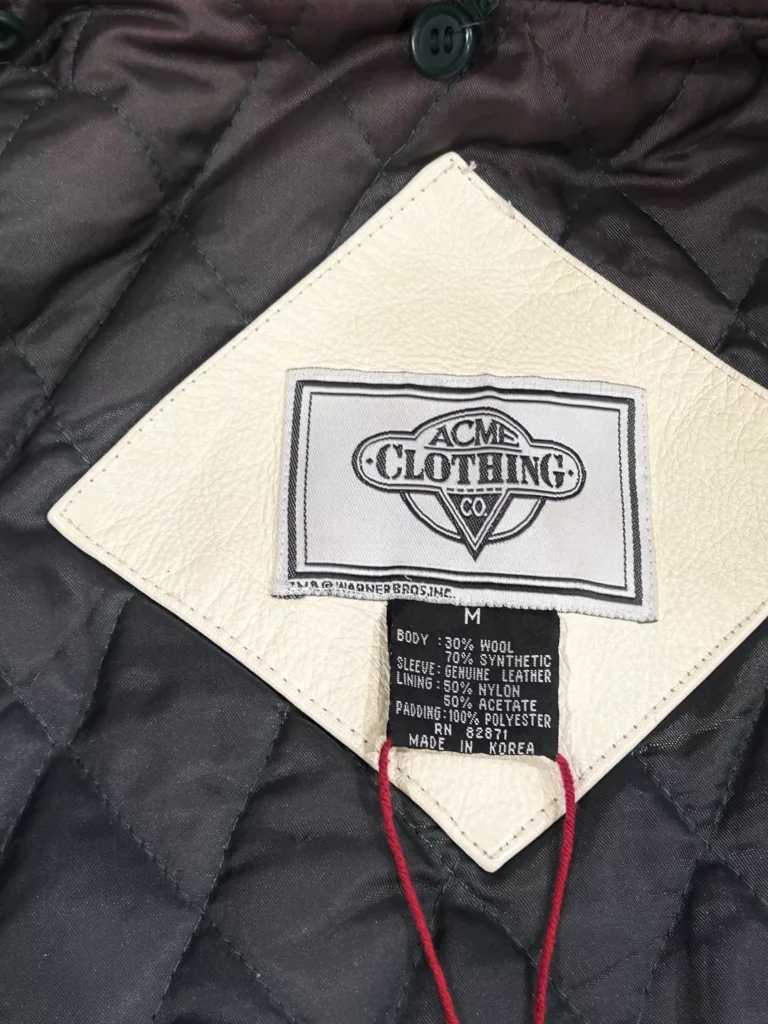 ACME
CLOTHING
CO.
TM & © WARNER BROS. INC.
M
BODY : 30% WOOL
70% SYNTHETIC
SLEEVE: GENUINE LEATHER
LINING : 50% NYLON
50% ACETATE
PADDING: 100% POLYESTER
RN 82871
MADE IN KOREA